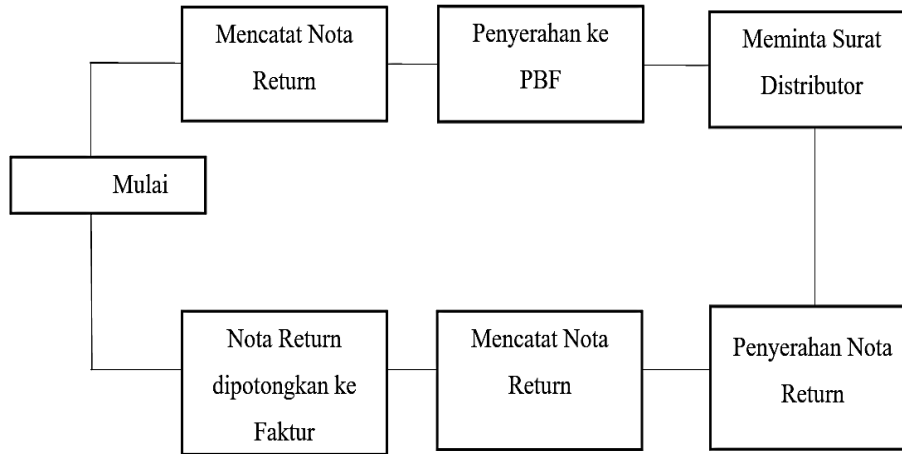 Mencatat Nota
Return
Penyerahan ke
PBF
Meminta Surat
Distributor
Mulai
Nota Return
dipotongkan ke
Faktur
Mencatat Nota
Return
Penyerahan Nota
Return